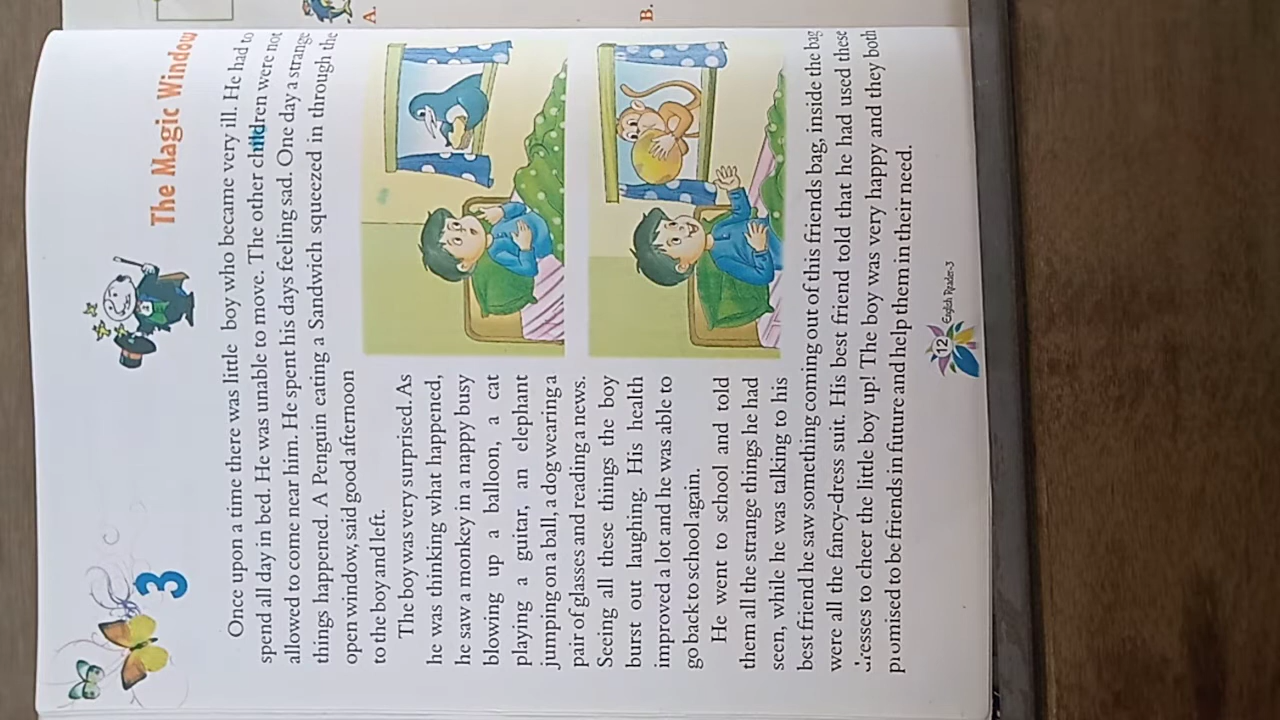 3
The Magic Window
Once upon a time there was little boy who became very ill. He had to
spend all day in bed. He was unable to move. The other children were not
allowed to come near him. He spent his days feeling sad. One day a strange
things happened. A Penguin eating a Sandwich squeezed in through the
open window, said good afternoon
to the boy and left.
The boy was very surprised. As
he was thinking what happened,
he saw a monkey in a nappy busy
blowing up a balloon, a cat
playing a guitar, an elephant
jumping on a ball, a dog wearing a
pair of glasses and reading a news.
Seeing all these things the boy
burst out laughing. His health
improved a lot and he was able to
go back to school again.
He went to school and told
them all the strange things he had
seen, while he was talking to his
best friend he saw something coming out of this friends bag, inside the bag
were all the fancy-dress suit. His best friend told that he had used these
dresses to cheer the little boy up! The boy was very happy and they both
promised to be friends in future and help them in their need.
12
English Reader-3
A.
B.